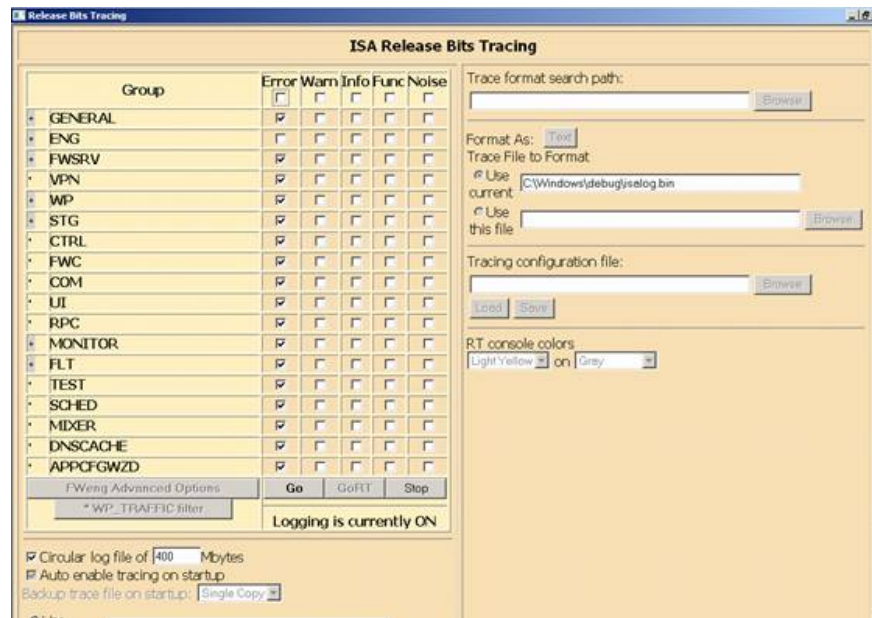 Release Bits Tracing
ISA Release Bits Tracing
Group Error Warn Info Func Noise
GENERAL
ENG
FWSRV
VPN
WP
STG
CTRL
FWC
COM
UI
RPC
MONITOR
FLT
TEST
SCHED
MIXER
DNSCACHE
APPCFGWZD
FWeng Advanced Options Go GoRT Stop
* WP_TRAFFIC filter
Logging is currently ON
Circular log file of 400 Mbytes
Auto enable tracing on startup
Backup trace file on startup: Single Copy
Trace format search path:
Browse
Format As: Text
Trace File to Format
Use current C:\Windows\debug\isalog.bin
Use this file Browse
Tracing configuration file:
Browse
Load Save
RT console colors
Light Yellow on Gray